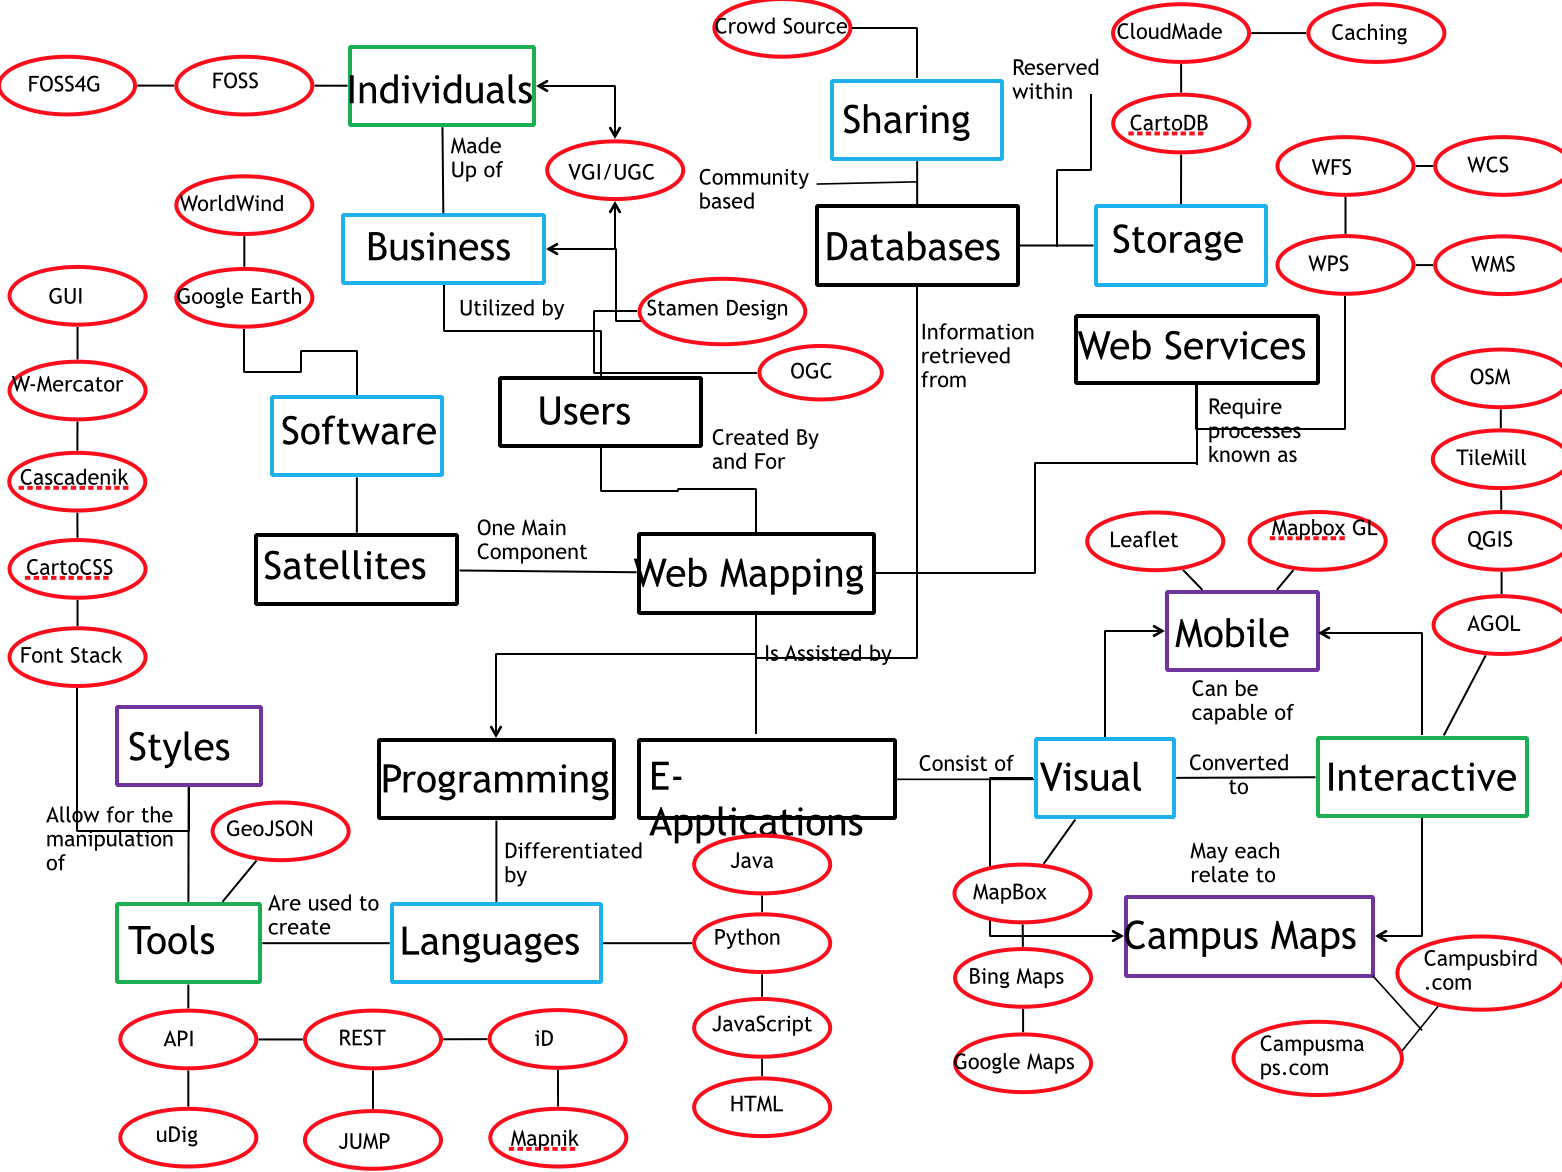 Crowd Source
CloudMade
Caching
FOSS4G
FOSS
Individuals
Reserved
within
Sharing
CartoDB
Made
Up of
VGI/UGC
Community
based
WFS
WCS
WorldWind
Business
Databases
Storage
WPS
WMS
GUI
Google Earth
Utilized by
Stamen Design
Information
retrieved
from
Web Services
W-Mercator
OGC
OSM
Software
Users
Created By
and For
Require
processes
known as
TileMill
Cascadenik
One Main
Component
Leaflet
Mapbox GL
QGIS
CartoCSS
Satellites
Web Mapping
Mobile
AGOL
Font Stack
Is Assisted by
Can be
capable of
Styles
Programming
E-
Applications
Consist of
Visual
Converted
to
Interactive
Allow for the
manipulation
of
GeoJSON
Differentiated
by
Java
May each
relate to
MapBox
Are used to
create
Tools
Languages
Python
Campus Maps
Campusbird
.com
Bing Maps
API
REST
iD
JavaScript
Google Maps
Campusma
ps.com
HTML
uDig
JUMP
Mapnik